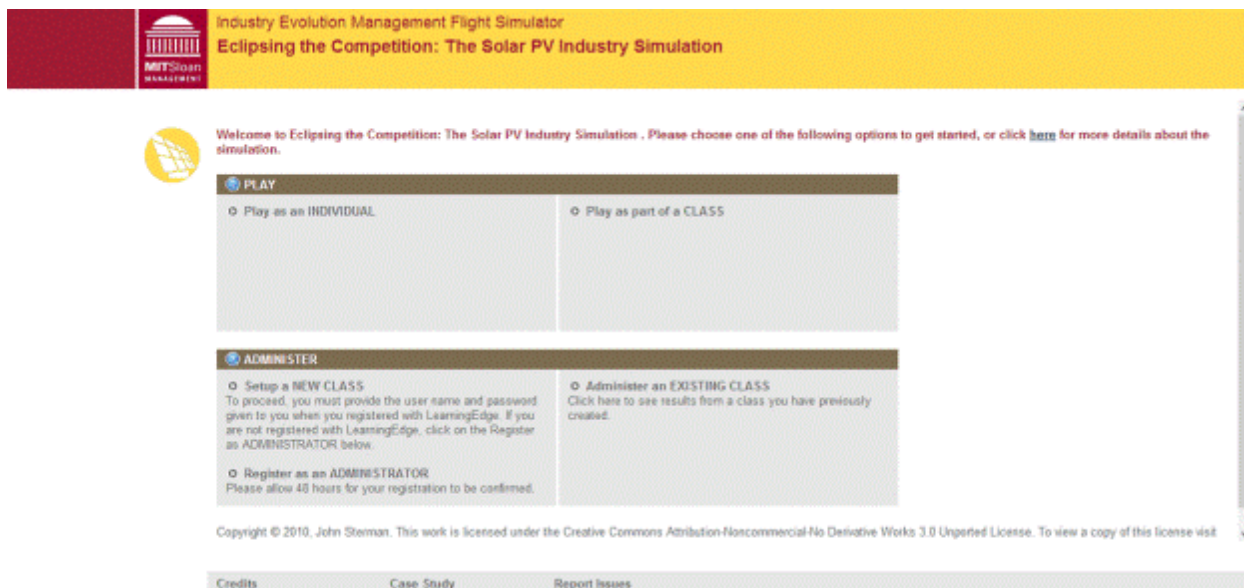 Industry Evolution Management Flight Simulator
Eclipsing the Competition: The Solar PV Industry Simulation
MITSloan
MANAGEMENT
Welcome to Eclipsing the Competition: The Solar PV Industry Simulation . Please choose one of the following options to get started, or click here for more details about the
simulation.
PLAY
Play as an INDIVIDUAL
Play as part of a CLASS
ADMINISTER
Setup a NEW CLASS
To proceed, you must provide the user name and password
given to you when you registered with LearningEdge. If you
are not registered with LearningEdge, click on the Register
as ADMINISTRATOR below.
Register as an ADMINISTRATOR
Please allow 48 hours for your registration to be confirmed.
Administer an EXISTING CLASS
Click here to see results from a class you have previously
created.
Copyright © 2010, John Sterman. This work is licensed under the Creative Commons Attribution-Noncommercial-No Derivative Works 3.0 Unported License. To view a copy of this license visit
Credits
Case Study
Report Issues